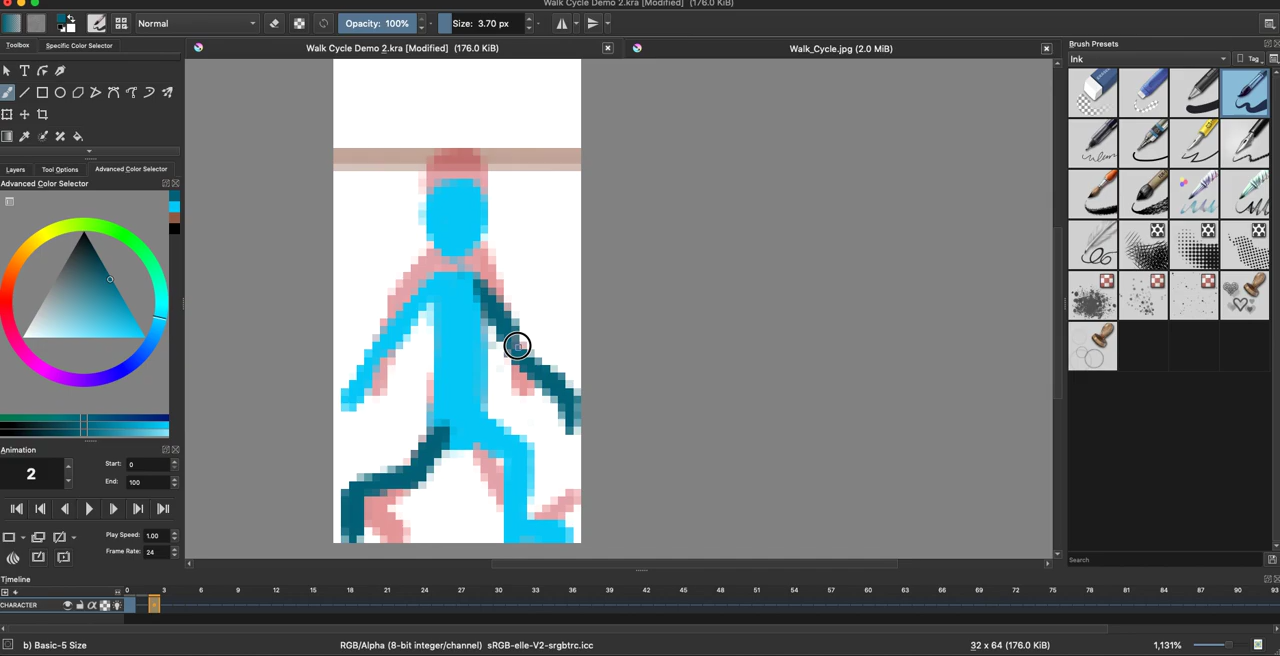 Walk Cycle Demo 2.kra [Modified] (176.0 KiB)
Normal
Opacity: 100%
Size: 3.70 px
Toolbox
Specific Color Selector
Walk Cycle Demo 2.kra [Modified] (176.0 KiB)
Walk_Cycle.jpg (2.0 MiB)
Brush Presets
Ink
Tag
Layers
Tool Options
Advanced Color Selector
Advanced Color Selector
Animation
2
Start: 0
End: 100
Play Speed: 1.00
Frame Rate: 24
Search
Timeline
0 3 6 9 12 15 18 21 24 27 30 33 36 39 42 45 48 51 54 57 60 63 66 69 72 75 78 81 84 87 90 93
CHARACTER
b) Basic-5 Size
RGB/Alpha (8-bit integer/channel) sRGB-elle-V2-srgbtrc.icc
32 x 64 (176.0 KiB)
1,131%